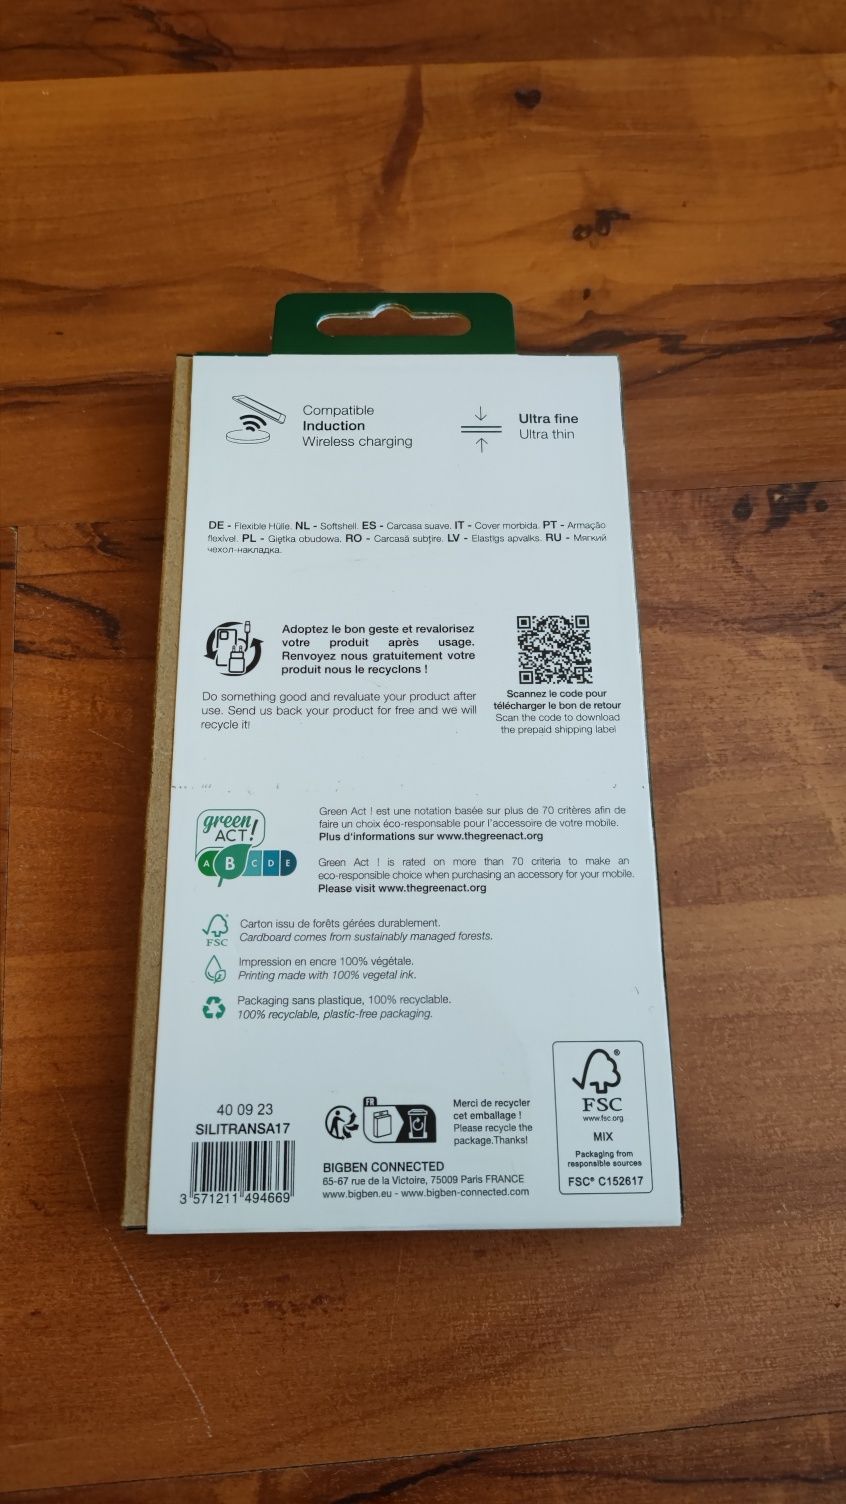 Compatible
Induction
Wireless charging
Ultra fine
Ultra thin
DE - Flexible Hülle. NL - Softshell. ES - Carcasa suave. IT - Cover morbida. PT - Armação
flexível. PL - Giętka obudowa. RO - Carcasă subțire. LV - Elastīgs apvalks. RU - Мягкий
чехол-накладка.
Adoptez le bon geste et revalorisez
votre produit après usage.
Renvoyez nous gratuitement votre
produit nous le recyclons !
Do something good and revaluate your product after
use. Send us back your product for free and we will
recycle it!
Scannez le code pour
télécharger le bon de retour
Scan the code to download
the prepaid shipping label
green
ACT!
A B C D E
Green Act ! est une notation basée sur plus de 70 critères afin de
faire un choix éco-responsable pour l'accessoire de votre mobile.
Plus d'informations sur www.thegreenact.org
Green Act ! is rated on more than 70 criteria to make an
eco-responsible choice when purchasing an accessory for your mobile.
Please visit www.thegreenact.org
FSC
Carton issu de forêts gérées durablement.
Cardboard comes from sustainably managed forests.
Impression en encre 100% végétale.
Printing made with 100% vegetal ink.
Packaging sans plastique, 100% recyclable.
100% recyclable, plastic-free packaging.
40 09 23
SILITRANSA17
3 571211 494669
FR
Merci de recycler
cet emballage !
Please recycle the
package.Thanks!
BIGBEN CONNECTED
65-67 rue de la Victoire, 75009 Paris FRANCE
www.bigben.eu - www.bigben-connected.com
®
FSC
www.fsc.org
MIX
Packaging from
responsible sources
FSC® C152617